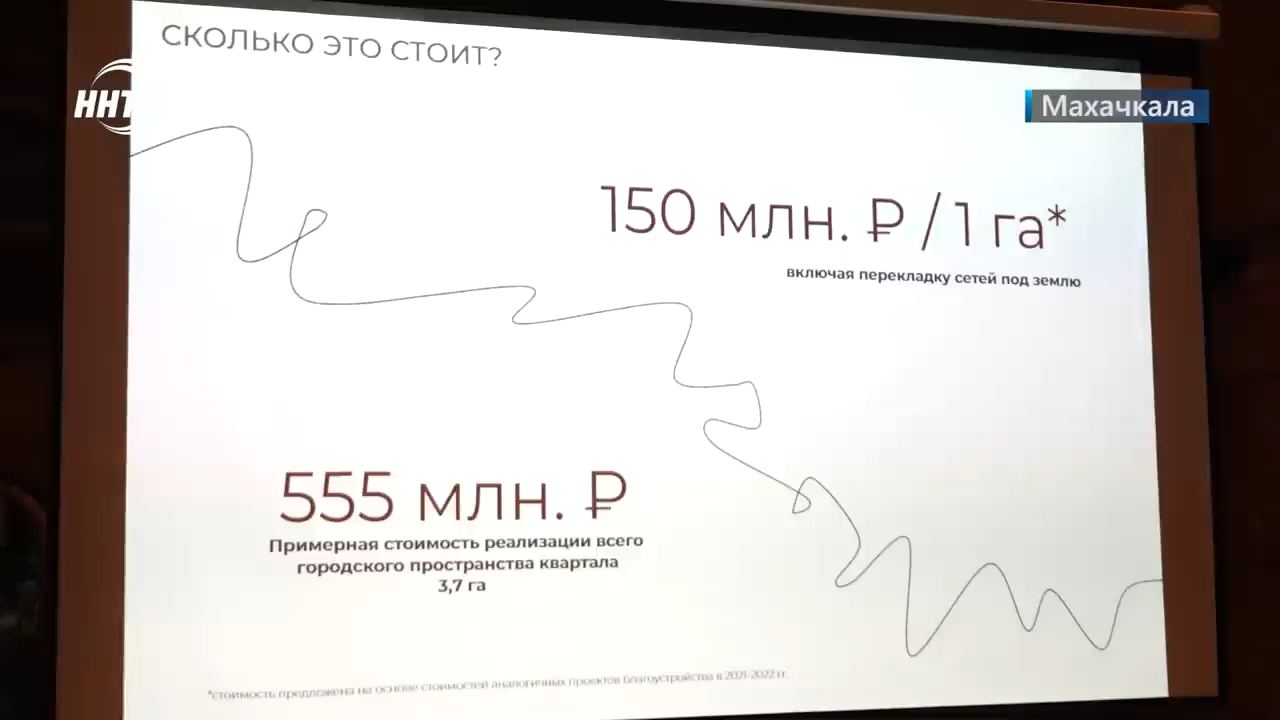 СКОЛЬКО ЭТО СТОИТ?
ННТ
Махачкала
150 млн. ₽ / 1 га*
включая перекладку сетей под землю
555 млн. ₽
Примерная стоимость реализации всего
городского пространства квартала
3,7 га
*стоимость предложена на основе стоимостей аналогичных проектов благоустройства в 2021-2022 гг.